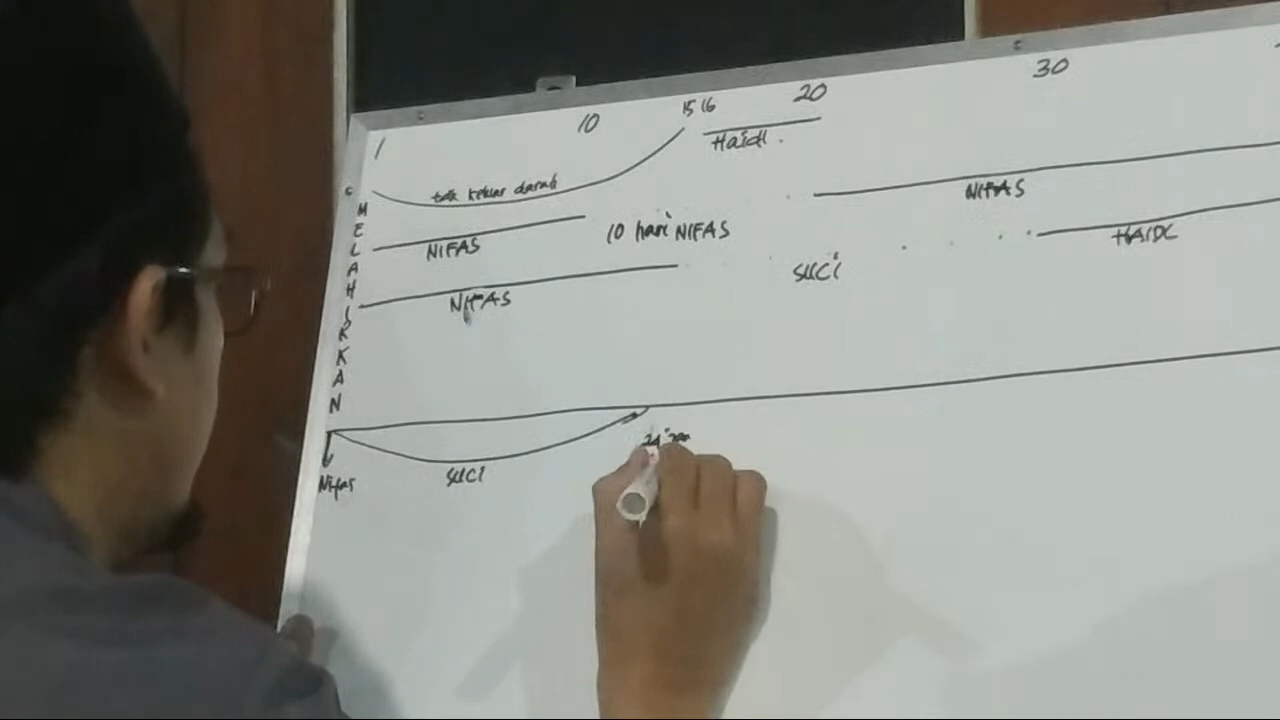 1 10 15 16 20 30
Haidl.
tak keluar darah
NIFAS
NIFAS 10 hari NIFAS
HAIDL
NIFAS SUCI
MELAHIRKAN
Nifas SUCI